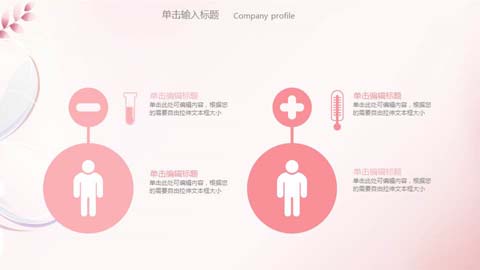 单击输入标题 Company profile
单击编辑标题
单击此处可编辑内容，根据您
的需要自由拉伸文本框大小
单击编辑标题
单击此处可编辑内容，根据您
的需要自由拉伸文本框大小
单击编辑标题
单击此处可编辑内容，根据您
的需要自由拉伸文本框大小
单击编辑标题
单击此处可编辑内容，根据您
的需要自由拉伸文本框大小